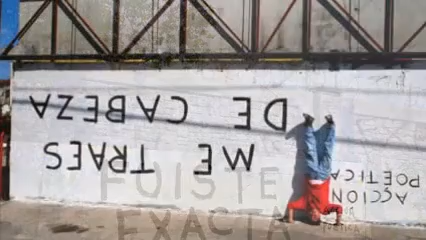 ME TRAES
DE CABEZA
ACCION
POETICA
FUISTE
EXACTA